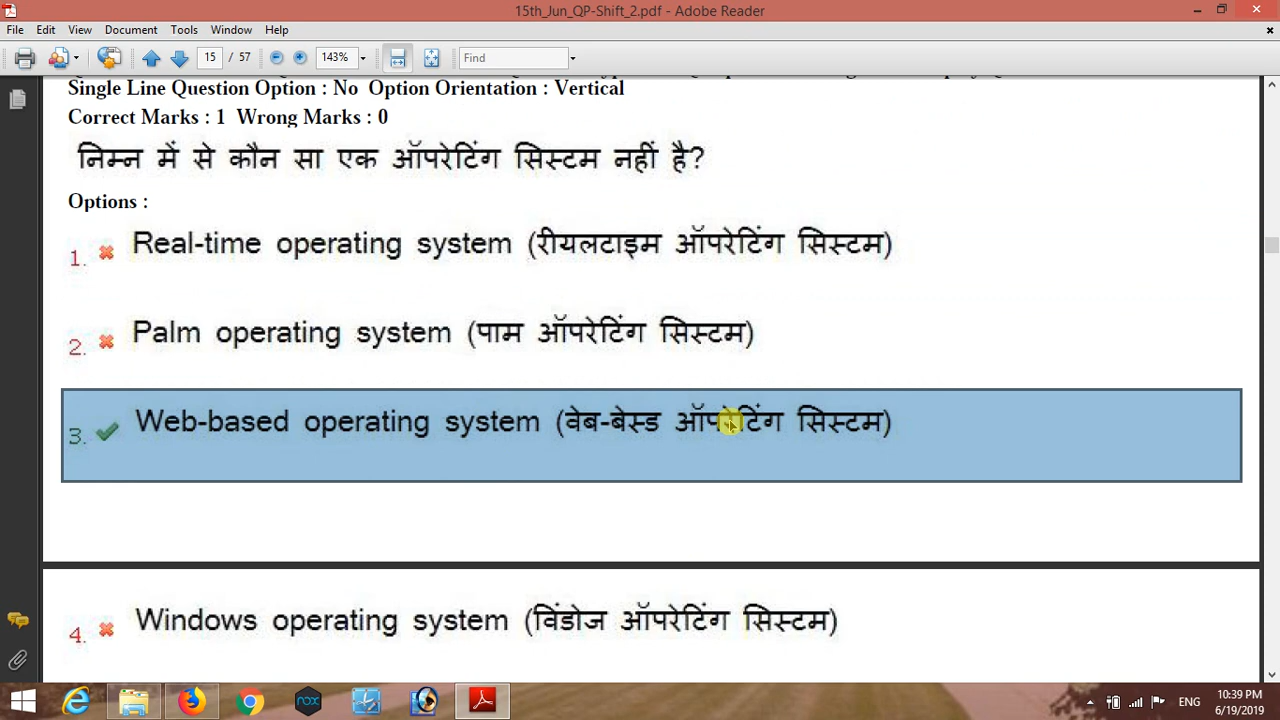 15th_Jun_QP-Shift_2.pdf - Adobe Reader
File Edit View Document Tools Window Help
15 / 57 143% Find
Single Line Question Option : No Option Orientation : Vertical
Correct Marks : 1 Wrong Marks : 0
निम्न में से कौन सा एक ऑपरेटिंग सिस्टम नहीं है?
Options :
1. Real-time operating system (रीयलटाइम ऑपरेटिंग सिस्टम)
2. Palm operating system (पाम ऑपरेटिंग सिस्टम)
3. Web-based operating system (वेब-बेस्ड ऑपरेटिंग सिस्टम)
4. Windows operating system (विंडोज ऑपरेटिंग सिस्टम)
nox
ENG
10:39 PM
6/19/2019